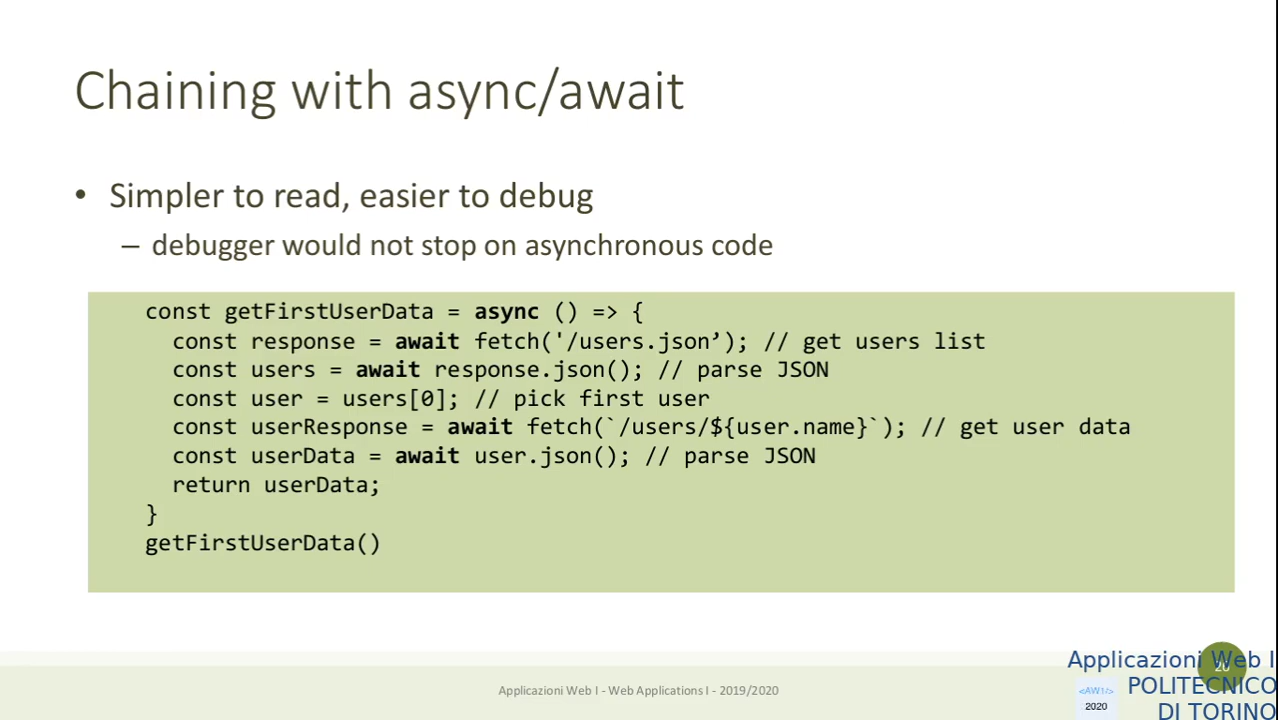 Chaining with async/await
• Simpler to read, easier to debug
– debugger would not stop on asynchronous code
const getFirstUserData = async () => {
const response = await fetch('/users.json’); // get users list
const users = await response.json(); // parse JSON
const user = users[0]; // pick first user
const userResponse = await fetch(`/users/${user.name}`); // get user data
const userData = await user.json(); // parse JSON
return userData;
}
getFirstUserData()
Applicazioni Web I - Web Applications I - 2019/2020
20
Applicazioni Web I
POLITECNICO
DI TORINO
<AW1/>
2020